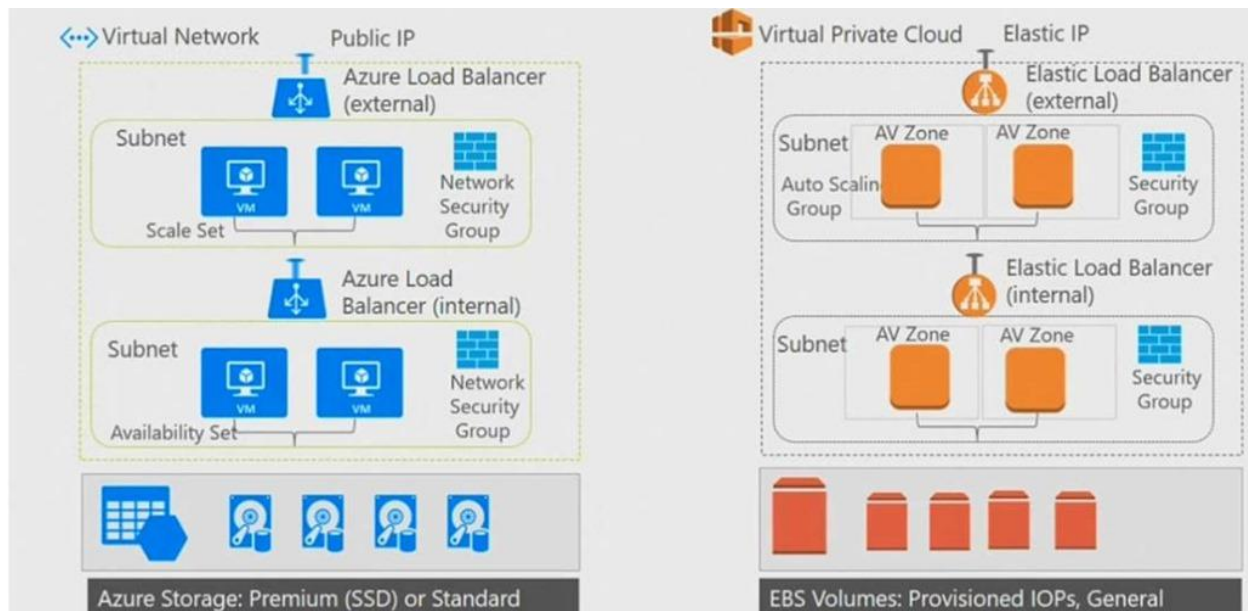 Virtual Network
Public IP
Azure Load Balancer
(external)
Subnet
VM
VM
Network
Security
Group
Scale Set
Azure Load
Balancer (internal)
Subnet
VM
VM
Network
Security
Group
Availability Set
Azure Storage: Premium (SSD) or Standard
Virtual Private Cloud
Elastic IP
Elastic Load Balancer
(external)
AV Zone
AV Zone
Subnet
Auto Scaling
Group
Security
Group
Elastic Load Balancer
(internal)
AV Zone
AV Zone
Subnet
Security
Group
EBS Volumes: Provisioned IOPs, General